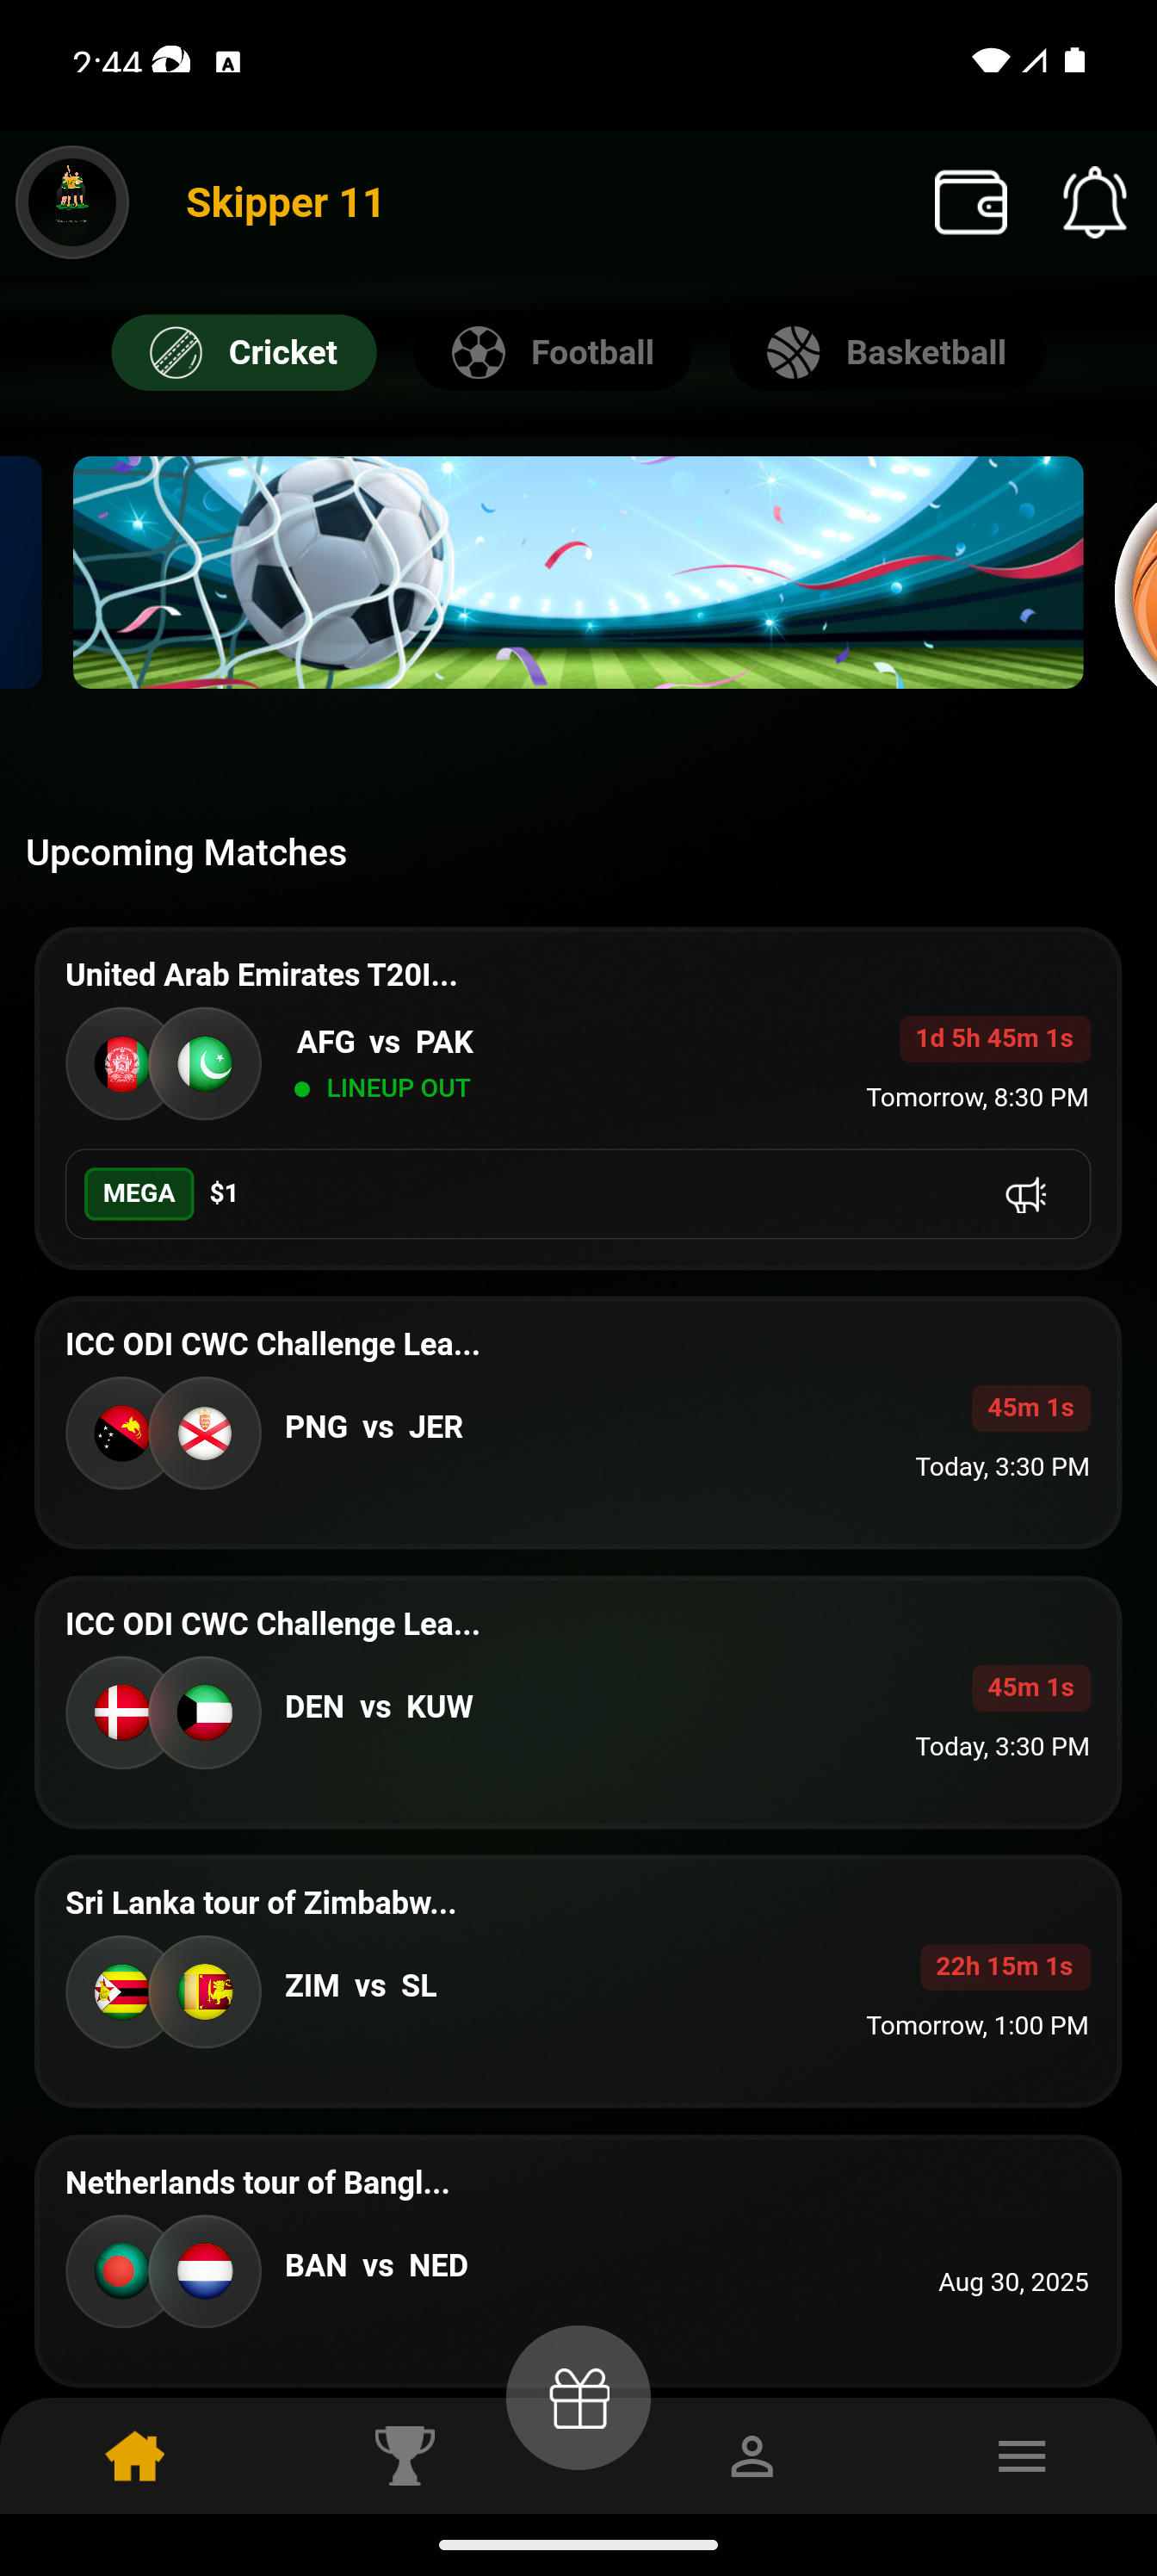 2:44
A
Skipper 11
Cricket
Football
Basketball
Upcoming Matches
United Arab Emirates T20I...
AFG vs PAK
1d 5h 45m 1s
LINEUP OUT
Tomorrow, 8:30 PM
MEGA $1
ICC ODI CWC Challenge Lea...
PNG vs JER
45m 1s
Today, 3:30 PM
ICC ODI CWC Challenge Lea...
DEN vs KUW
45m 1s
Today, 3:30 PM
Sri Lanka tour of Zimbabw...
ZIM vs SL
22h 15m 1s
Tomorrow, 1:00 PM
Netherlands tour of Bangl...
BAN vs NED
Aug 30, 2025